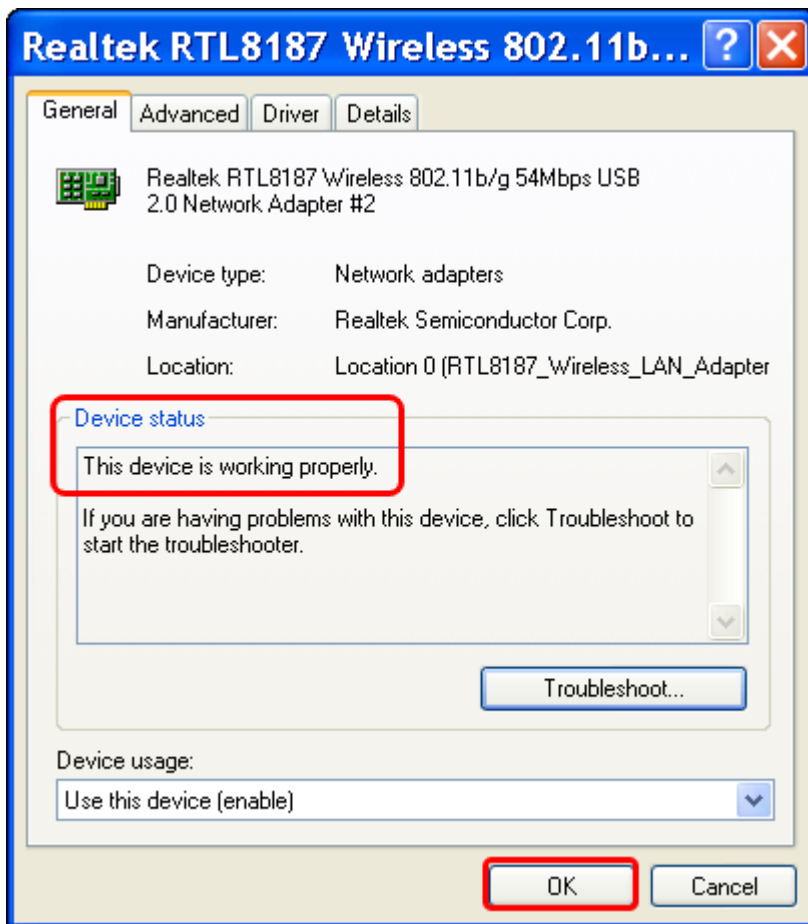 Realtek RTL8187 Wireless 802.11b...
General Advanced Driver Details
Realtek RTL8187 Wireless 802.11b/g 54Mbps USB
2.0 Network Adapter #2
Device type: Network adapters
Manufacturer: Realtek Semiconductor Corp.
Location: Location 0 (RTL8187_Wireless_LAN_Adapter
Device status
This device is working properly.
If you are having problems with this device, click Troubleshoot to
start the troubleshooter.
Troubleshoot...
Device usage:
Use this device (enable)
OK Cancel